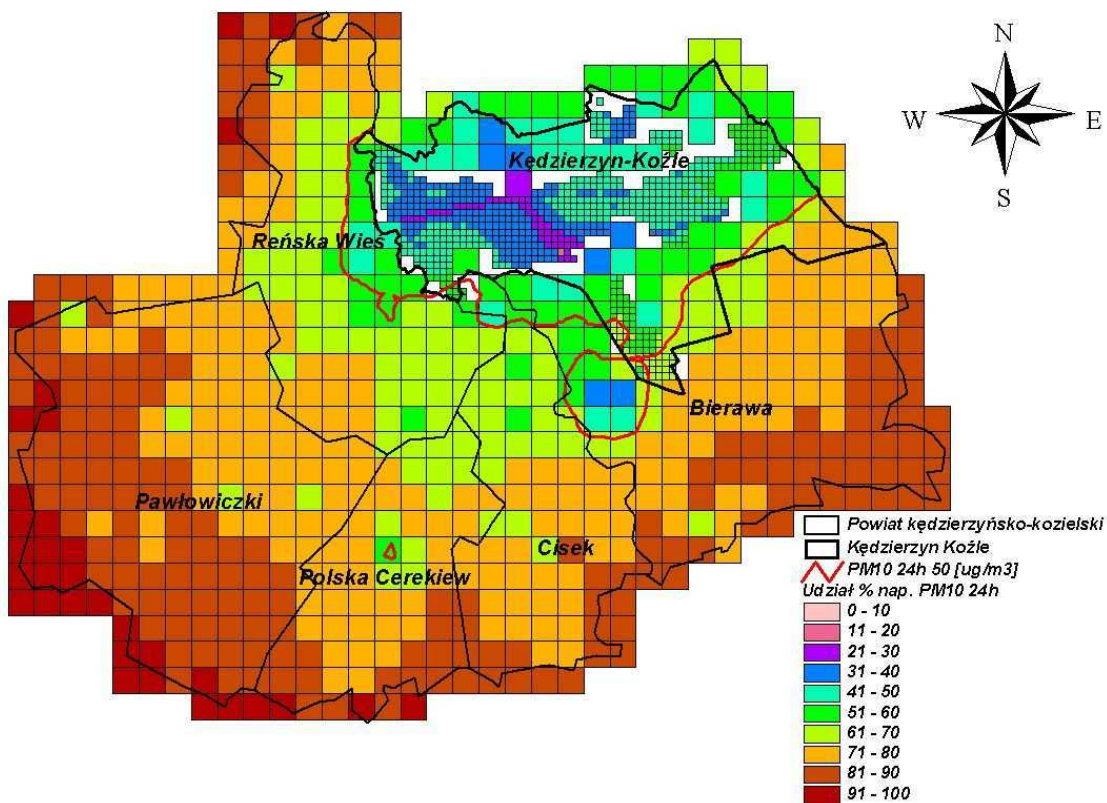 N
W
E
S
Kędzierzyn-Koźle
Reńska Wieś
Bierawa
Pawłowiczki
Cisek
Polska Cerekiew
Powiat kędzierzyńsko-kozielski
Kędzierzyn Koźle
PM10 24h 50 [ug/m3]
Udział % nap. PM10 24h
0 - 10
11 - 20
21 - 30
31 - 40
41 - 50
51 - 60
61 - 70
71 - 80
81 - 90
91 - 100